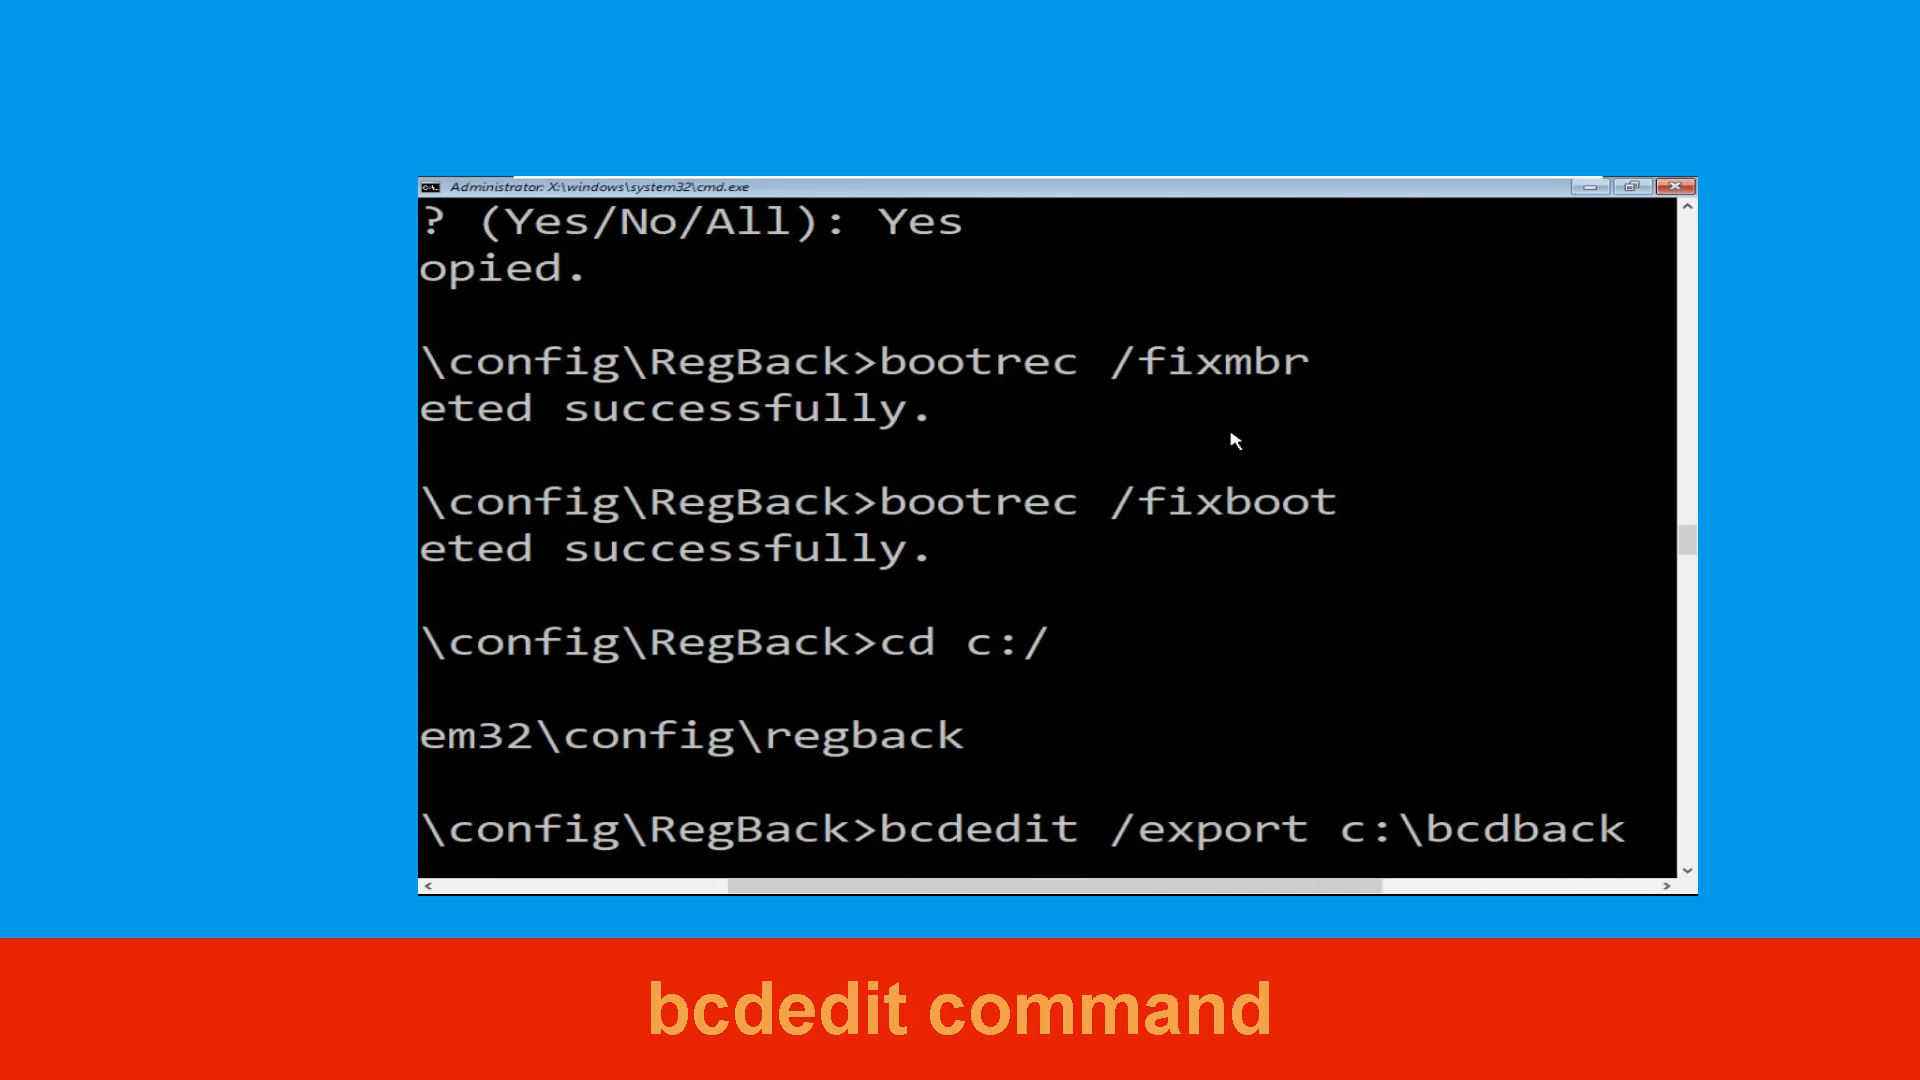 Administrator: X:\windows\system32\cmd.exe
? (Yes/No/All): Yes
opied.
\config\RegBack>bootrec /fixmbr
eted successfully.
\config\RegBack>bootrec /fixboot
eted successfully.
\config\RegBack>cd c:/
em32\config\regback
\config\RegBack>bcdedit /export c:\bcdback
bcdedit command